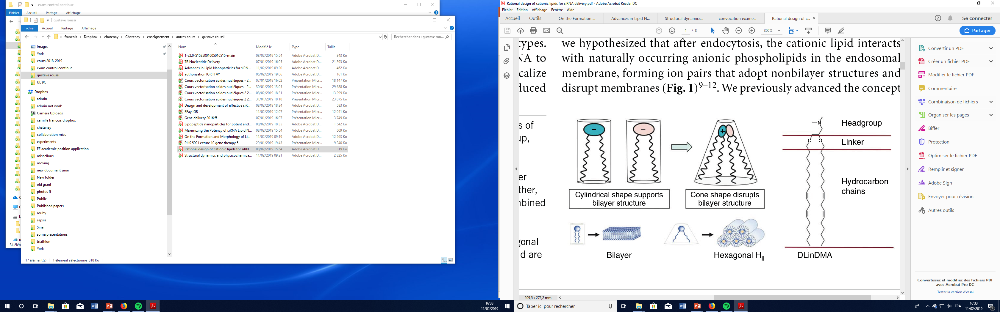 exam control continue
Fichier Accueil Partage Affichage
gustave roussi
Fichier Accueil Partage Affichage
francois Dropbox chatenay Chatenay enseignement autres cours gustave roussi
Rechercher dans : gustave rou...
Images
York
cours 2018-2019
exam control continue
gustave roussi
UE 9C
Dropbox
admin
admin not work
Camera Uploads
camille francois dropbox
chatenay
collaboration misc
experiments
FF academic position application
miscellous
moving
new document sinai
New folder
old grant
photos ff
Public
Published papers
rouby
sepsis
Sinai
some presentations
triathlon
York
Nom Modifié le Type Taille
1-s2.0-S1525001605016515-main 08/02/2019 15:54 Adobe Acrobat D... 343 Ko
7B Nucleotide Delivery 07/01/2019 16:05 Adobe Acrobat D... 21 393 Ko
Advances in Lipid Nanoparticles for siRN... 11/02/2019 09:20 Adobe Acrobat D... 462 Ko
authorisation IGR FFAY 05/02/2019 19:06 Adobe Acrobat D... 161 Ko
Cours vectorisation acides nucléiques - 2... 07/01/2019 16:02 Présentation Micr... 18 147 Ko
Cours vectorisation acides nucléiques - 2... 30/01/2019 13:05 Présentation Micr... 29 688 Ko
Cours vectorisation acides nucléiques 2 2... 08/02/2019 18:31 Présentation Micr... 13 299 Ko
Cours vectorisation acides nucléiques 2 2... 31/01/2019 18:18 Présentation Micr... 23 875 Ko
Design and development of effective siR... 08/02/2019 18:34 Adobe Acrobat D... 583 Ko
FFay IGR 11/02/2019 12:07 Présentation Micr... 12 041 Ko
Gene delivery 2016 ff 07/01/2019 16:07 Présentation Micr... 3 749 Ko
Lipopeptide nanoparticles for potent and... 08/02/2019 18:35 Adobe Acrobat D... 1 542 Ko
Maximizing the Potency of siRNA Lipid N... 08/02/2019 15:54 Adobe Acrobat D... 609 Ko
On the Formation and Morphology of Li... 11/02/2019 09:19 Adobe Acrobat D... 12 563 Ko
PHS 509 Lecture 10 gene therapy 5 29/01/2019 19:43 Présentation Micr... 9 240 Ko
Rational design of cationic lipids for siRN... 08/02/2019 15:54 Adobe Acrobat D... 319 Ko
Structural dynamics and physicochemica... 11/02/2019 09:21 Adobe Acrobat D... 2 825 Ko
34 élém
17 élément(s) 1 élément sélectionné 318 Ko
16:33
11/02/2019
Rational design of cationic lipids for siRNA delivery.pdf - Adobe Acrobat Reader DC
Fichier Edition Affichage Fenêtre Aide
Accueil Outils On the Formation ... Advances in Lipid N... Structural dynamics... convocation exame... Rational design of c... Se connecter
1 / 8 300% Partager
types.
NA to
calize
duced
we hypothesized that after endocytosis, the cationic lipid interacts
with naturally occurring anionic phospholipids in the endosomal
membrane, forming ion pairs that adopt nonbilayer structures and
disrupt membranes (Fig. 1)9–12. We previously advanced the concept
s of
up,
er
ther,
nbined
gonal
nd are
+ − + −
Cylindrical shape supports
bilayer structure
Cone shape disrupts
bilayer structure
Bilayer
Hexagonal HII
N
Headgroup
O O
Linker
Hydrocarbon
chains
DLinDMA
209,5 x 276,2 mm
Convertir un PDF
Créer un fichier PDF
Modifier le fichier PDF
Commentaire
Combinaison de fichiers
Organiser les pages
Biffer
Protection
Optimiser le fichier PDF
Remplir et signer
Adobe Sign
Envoyer pour révision
Autres outils
Convertissez et modifiez des fichiers PDF
avec Acrobat Pro DC
Tester la version d'essai
Taper ici pour rechercher
FRA
16:33
11/02/2019
2